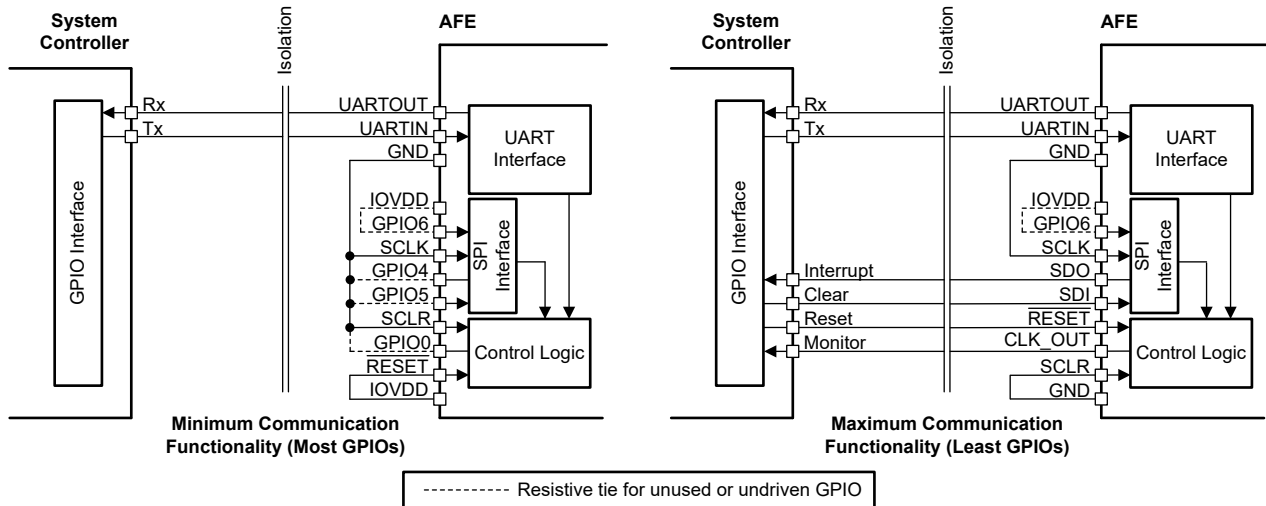 System
Controller
Isolation
AFE
Rx
UARTOUT
Tx
UARTIN
GND
UART
Interface
IOVDD
GPIO6
SCLK
GPIO4
GPIO5
SCLR
GPIO0
RESET
IOVDD
GPIO Interface
SPI
Interface
Control Logic
Minimum Communication
Functionality (Most GPIOs)
System
Controller
Isolation
AFE
Rx
UARTOUT
Tx
UARTIN
GND
UART
Interface
IOVDD
GPIO6
SCLK
Interrupt
SDO
Clear
SDI
Reset
RESET
Monitor
CLK_OUT
SCLR
GND
GPIO Interface
SPI
Interface
Control Logic
Maximum Communication
Functionality (Least GPIOs)
Resistive tie for unused or undriven GPIO